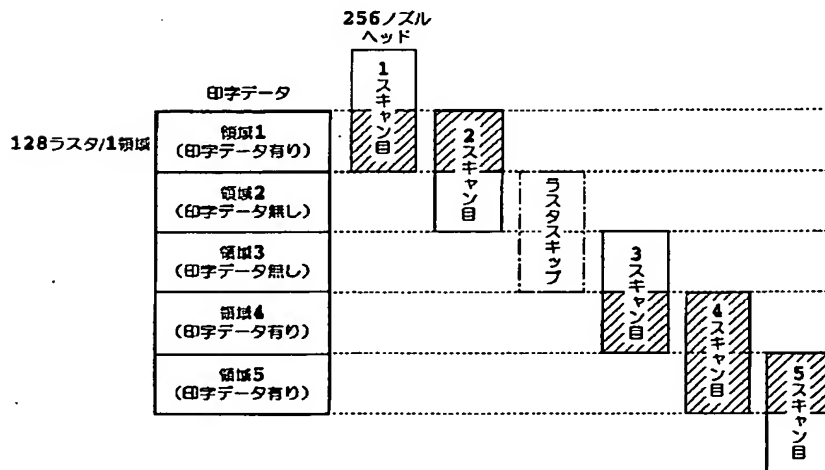 256ノズル
ヘッド
印字データ
128ラスタ/1領域
領域1
(印字データ有り)
領域2
(印字データ無し)
領域3
(印字データ無し)
領域4
(印字データ有り)
領域5
(印字データ有り)
1スキャン目
2スキャン目
ラスタスキップ
3スキャン目
4スキャン目
5スキャン目